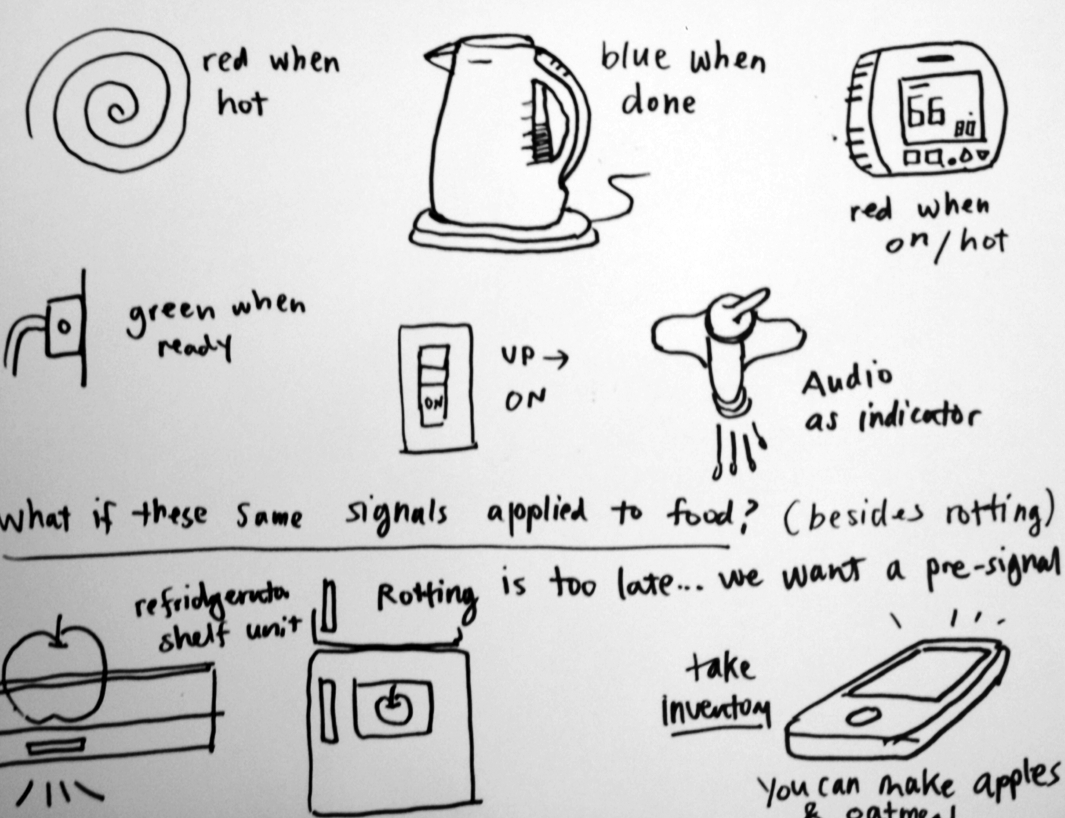 red when
hot
blue when
done
66
80
red when
on/hot
green when
ready
ON
UP →
ON
Audio
as indicator
What if these same signals apoplied to food? (besides rotting)
Rotting is too late... we want a pre-signal
shelf unit
take
inventory
You can make apples
& oatmeal